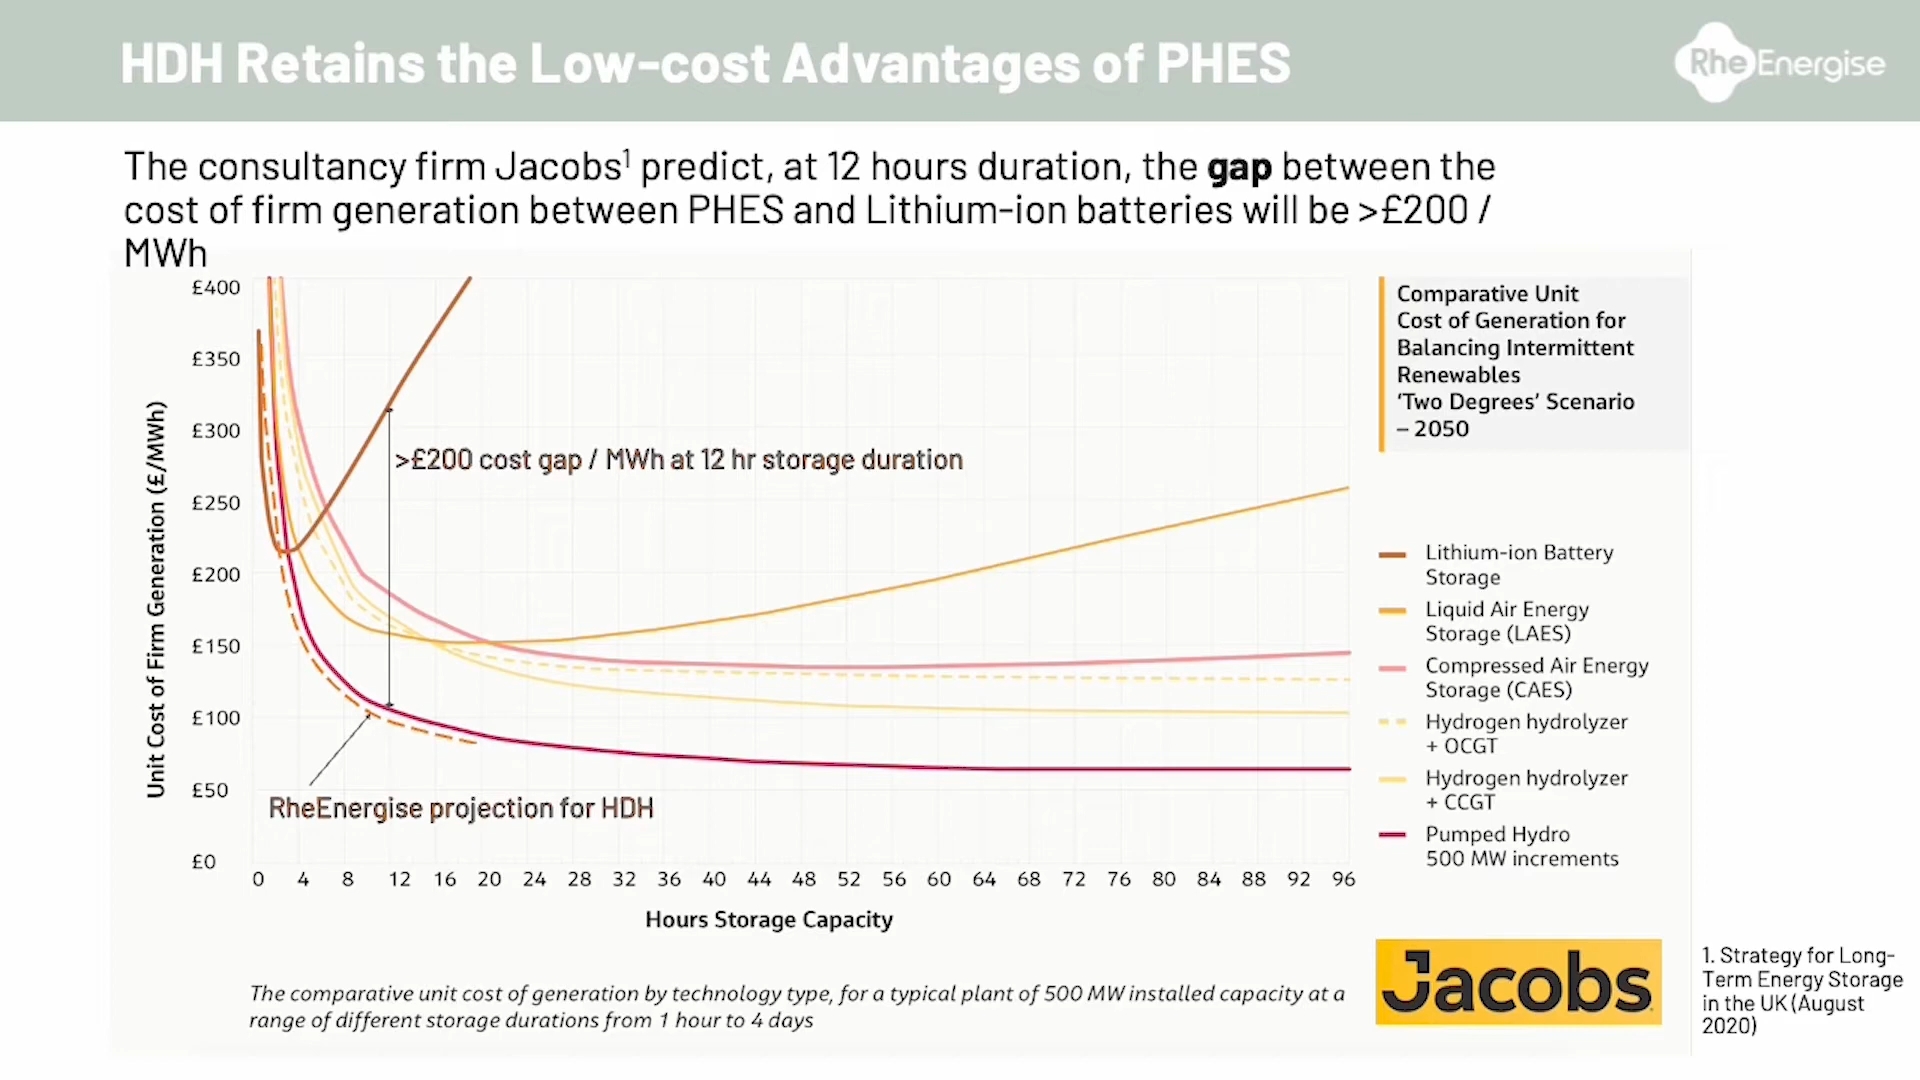 HDH Retains the Low-cost Advantages of PHES
RheEnergise
The consultancy firm Jacobs1 predict, at 12 hours duration, the gap between the
cost of firm generation between PHES and Lithium-ion batteries will be >£200 /
MWh
£400
£350
£300
£250
£200
£150
£100
£50
£0
Unit Cost of Firm Generation (£/MWh)
>£200 cost gap / MWh at 12 hr storage duration
RheEnergise projection for HDH
0 4 8 12 16 20 24 28 32 36 40 44 48 52 56 60 64 68 72 76 80 84 88 92 96
Hours Storage Capacity
Comparative Unit
Cost of Generation for
Balancing Intermittent
Renewables
‘Two Degrees’ Scenario
– 2050
Lithium-ion Battery
Storage
Liquid Air Energy
Storage (LAES)
Compressed Air Energy
Storage (CAES)
Hydrogen hydrolyzer
+ OCGT
Hydrogen hydrolyzer
+ CCGT
Pumped Hydro
500 MW increments
The comparative unit cost of generation by technology type, for a typical plant of 500 MW installed capacity at a
range of different storage durations from 1 hour to 4 days
Jacobs
1. Strategy for Long-
Term Energy Storage
in the UK (August
2020)